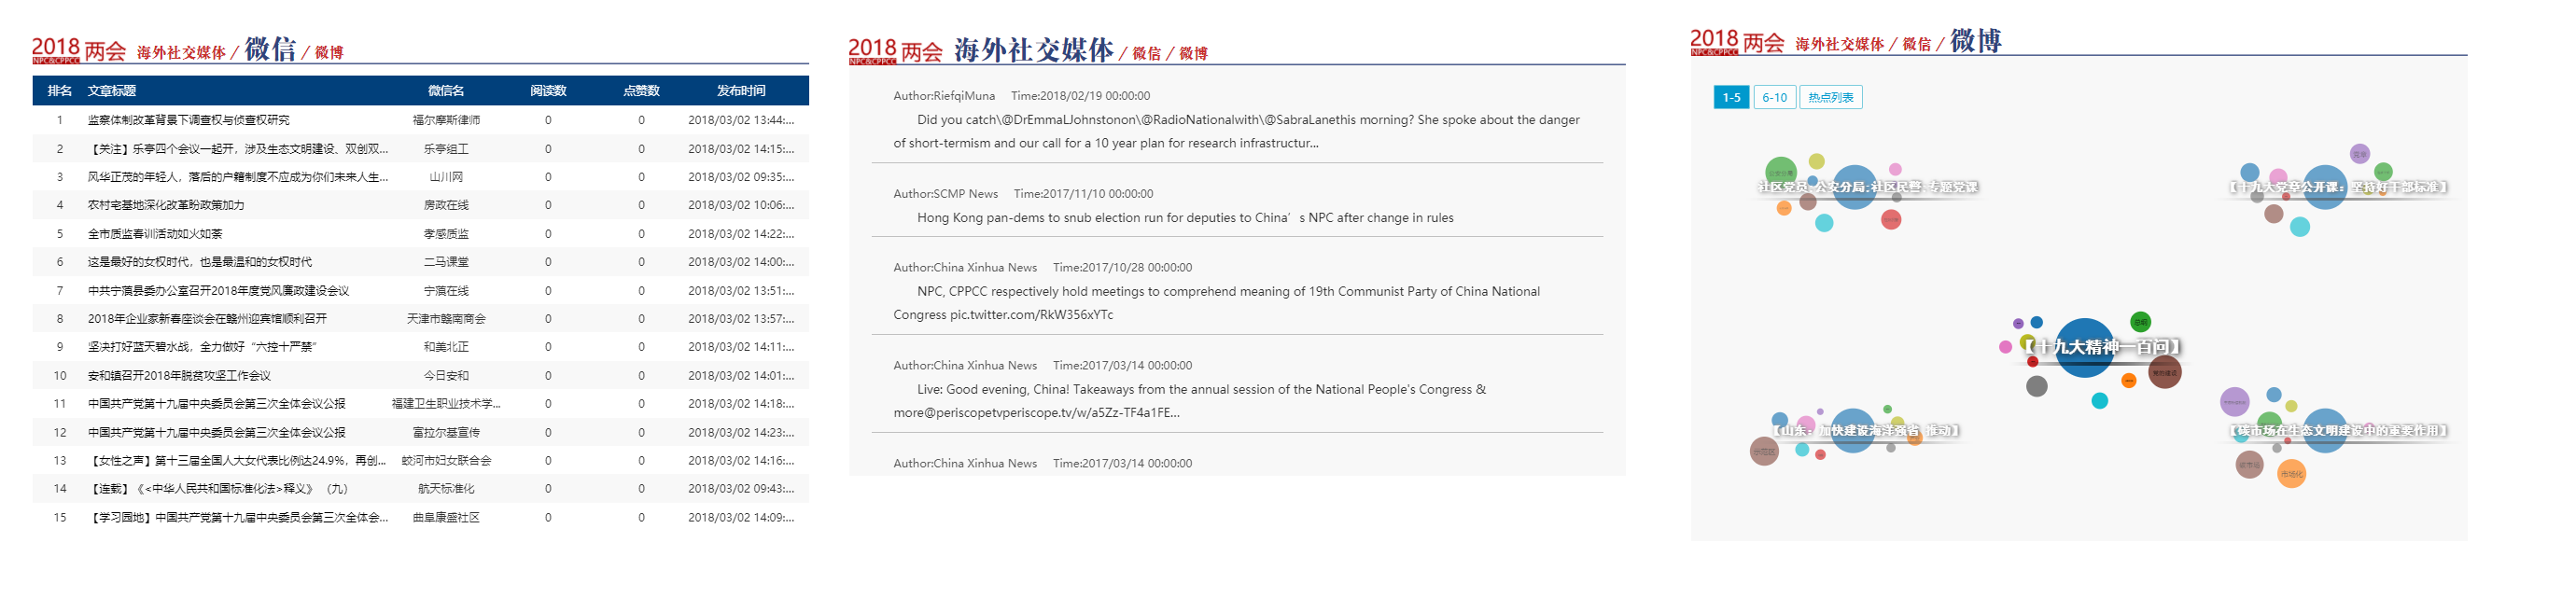 2018 两会 海外社交媒体 / 微信 / 微博
NPC&CPPCC
排名 文章标题 微信名 阅读数 点赞数 发布时间
1 监察体制改革背景下调查权与侦查权研究 福尔摩斯律师 0 0 2018/03/02 13:44:...
2 【关注】乐亭四个会议一起开，涉及生态文明建设、双创双... 乐亭组工 0 0 2018/03/02 14:15:...
3 风华正茂的年轻人，落后的户籍制度不应成为你们未来人生... 山川网 0 0 2018/03/02 09:35:...
4 农村宅基地深化改革盼政策加力 房政在线 0 0 2018/03/02 10:06:...
5 全市质监春训活动如火如荼 孝感质监 0 0 2018/03/02 14:22:...
6 这是最好的女权时代，也是最温和的女权时代 二马课堂 0 0 2018/03/02 14:00:...
7 中共宁蒗县委办公室召开2018年度党风廉政建设会议 宁蒗在线 0 0 2018/03/02 13:51:...
8 2018年企业家新春座谈会在赣州迎宾馆顺利召开 天津市赣南商会 0 0 2018/03/02 13:57:...
9 坚决打好蓝天碧水战，全力做好“六控十严禁” 和美北正 0 0 2018/03/02 14:11:...
10 安和镇召开2018年脱贫攻坚工作会议 今日安和 0 0 2018/03/02 14:01:...
11 中国共产党第十九届中央委员会第三次全体会议公报 福建卫生职业技术学... 0 0 2018/03/02 14:18:...
12 中国共产党第十九届中央委员会第三次全体会议公报 富拉尔基宣传 0 0 2018/03/02 14:23:...
13 【女性之声】第十三届全国人大女代表比例达24.9%，再创... 蛟河市妇女联合会 0 0 2018/03/02 14:16:...
14 【连载】《<中华人民共和国标准化法>释义》（九） 航天标准化 0 0 2018/03/02 09:43:...
15 【学习园地】中国共产党第十九届中央委员会第三次全体会... 曲阜康盛社区 0 0 2018/03/02 14:09:...
2018 两会 海外社交媒体 / 微信 / 微博
NPC&CPPCC
Author:RiefqiMuna Time:2018/02/19 00:00:00
Did you catch\@DrEmmaLJohnstonon\@RadioNationalwith\@SabraLanethis morning? She spoke about the danger
of short-termism and our call for a 10 year plan for research infrastructur...
Author:SCMP News Time:2017/11/10 00:00:00
Hong Kong pan-dems to snub election run for deputies to China’s NPC after change in rules
Author:China Xinhua News Time:2017/10/28 00:00:00
NPC, CPPCC respectively hold meetings to comprehend meaning of 19th Communist Party of China National
Congress pic.twitter.com/RkW356xYTc
Author:China Xinhua News Time:2017/03/14 00:00:00
Live: Good evening, China! Takeaways from the annual session of the National People's Congress &
more@periscopetvperiscope.tv/w/a5Zz-TF4a1FE...
Author:China Xinhua News Time:2017/03/14 00:00:00
2018 两会 海外社交媒体 / 微信 / 微博
NPC&CPPCC
1-5 6-10 热点列表
公安分局
社区党员 公安分局;社区民警 专题党课
党章
【十九大党章公开课：坚持好干部标准】
总纲
【十九大精神一百问】
【山东：加快建设海洋强省 推动】
示范区
【碳市场在生态文明建设中的重要作用】
碳市场
市场化